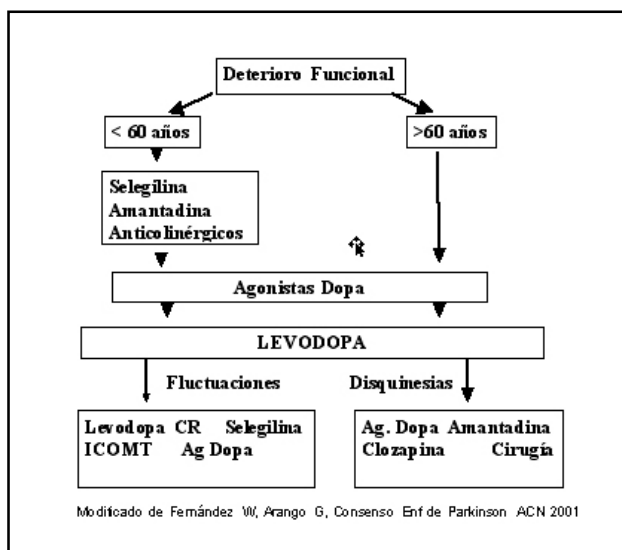 Deterioro Funcional
< 60 años
>60 años
Selegilina
Amantadina
Anticolinérgicos
Agonistas Dopa
LEVODOPA
Fluctuaciones
Disquinesias
Levodopa CR Selegilina
ICOMT Ag Dopa
Ag. Dopa Amantadina
Clozapina Cirugía
Modificado de Fernández W, Arango G, Consenso Enf de Parkinson ACN 2001